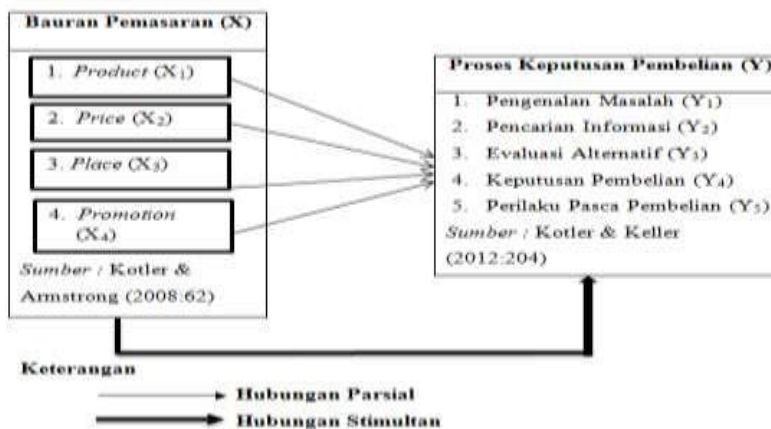 Bauran Pemasaran (X)
1. Product (X₁)
2. Price (X₂)
3. Place (X₃)
4. Promotion
(X₄)
Sumber : Kotler &
Armstrong (2008:62)
Proses Keputusan Pembelian (Y)
1. Pengenalan Masalah (Y₁)
2. Pencarian Informasi (Y₂)
3. Evaluasi Alternatif (Y₃)
4. Keputusan Pembelian (Y₄)
5. Perilaku Pasca Pembelian (Y₅)
Sumber : Kotler & Keller
(2012:204)
Keterangan
Hubungan Parsial
Hubungan Stimultan